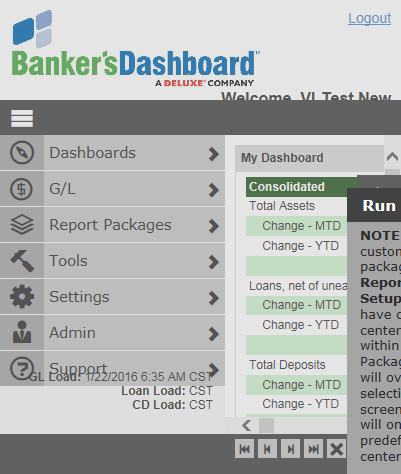 Logout
Banker'sDashboard™
A DELUXE® COMPANY
Welcome, VI Test New
Dashboards
G/L
Report Packages
Tools
Settings
Admin
Support
GL Load: 1/22/2016 6:35 AM CST
Loan Load: CST
CD Load: CST
My Dashboard
Consolidated
Total Assets
Change - MTD
Change - YTD
Loans, net of unea
Change - MTD
Change - YTD
Total Deposits
Change - MTD
Change - YTD
Run
NOTE
custom
packag
Repor
Setup
have c
center
within
Packag
will ov
selecti
screen
will on
predef
center